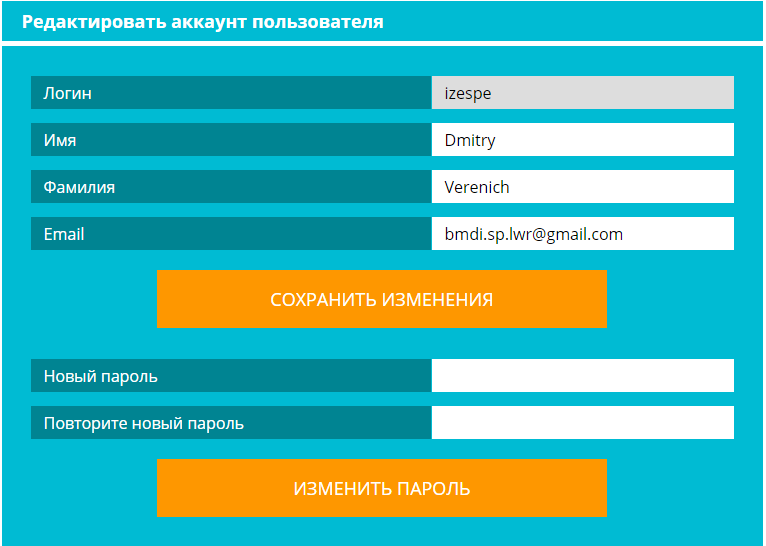 Редактировать аккаунт пользователя
Логин izespe
Имя Dmitry
Фамилия Verenich
Email bmdi.sp.lwr@gmail.com
СОХРАНИТЬ ИЗМЕНЕНИЯ
Новый пароль
Повторите новый пароль
ИЗМЕНИТЬ ПАРОЛЬ